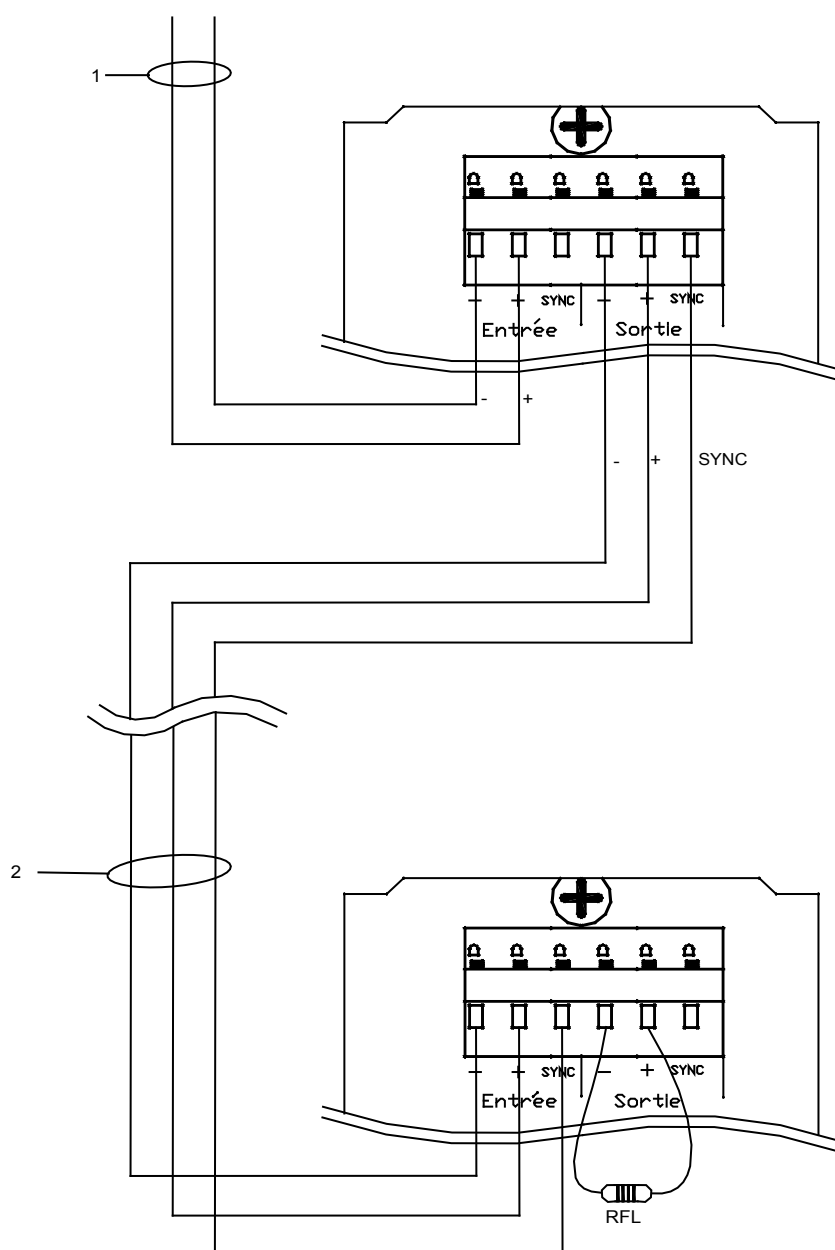 1
- + SYNC - + SYNC
Entrée Sortle
- +
- + SYNC
2
- + SYNC - + SYNC
Entrée Sortle
RFL